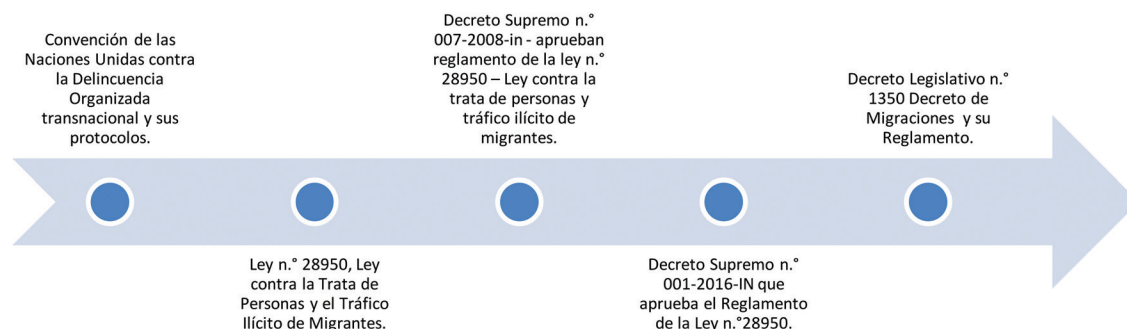 Convención de las
Naciones Unidas contra
la Delincuencia
Organizada
transnacional y sus
protocolos.
Ley n.° 28950, Ley
contra la Trata de
Personas y el Tráfico
Ilícito de Migrantes.
Decreto Supremo n.°
007-2008-in - aprueban
reglamento de la ley n.°
28950 – Ley contra la
trata de personas y
tráfico ilícito de
migrantes.
Decreto Supremo n.°
001-2016-IN que
aprueba el Reglamento
de la Ley n.°28950.
Decreto Legislativo n.°
1350 Decreto de
Migraciones y su
Reglamento.